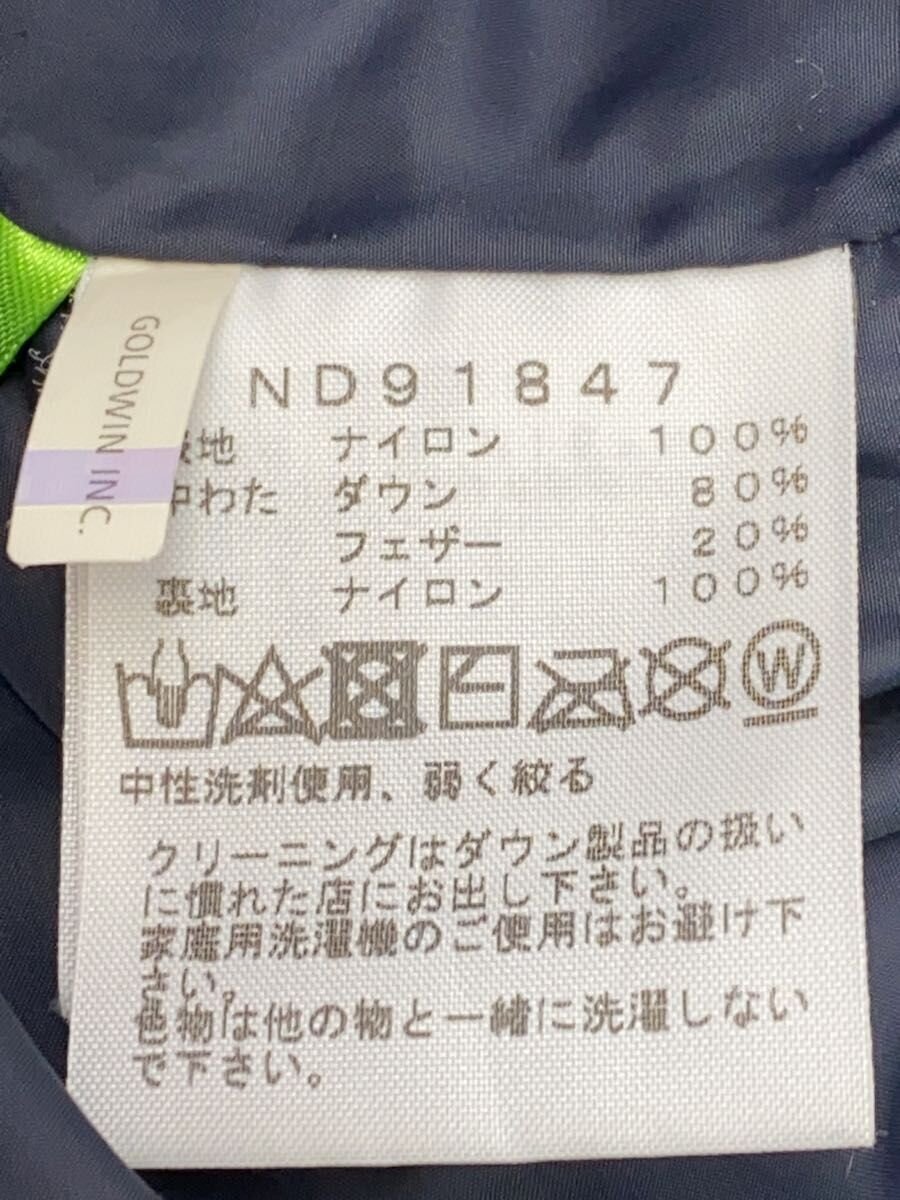 GOLDWIN INC.
ND91847
表地 ナイロン 100%
中わた ダウン 80%
フェザー 20%
裏地 ナイロン 100%
W
中性洗剤使用、弱く絞る
クリーニングはダウン製品の扱い
に慣れた店にお出し下さい。
家庭用洗濯機のご使用はお避け下
さい。
色物は他の物と一緒に洗濯しない
で下さい。